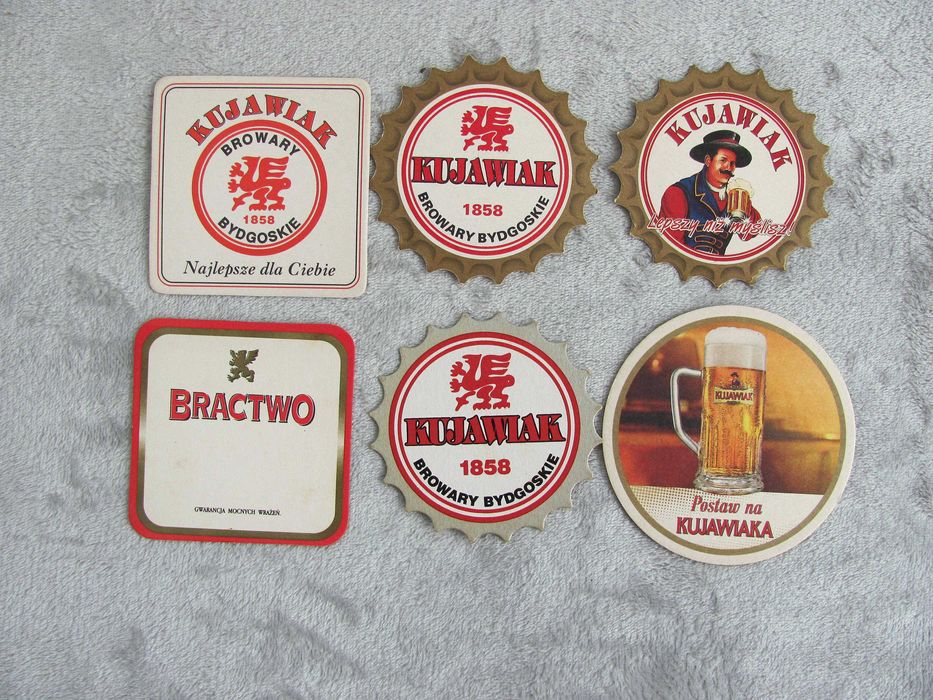 KUJAWIAK
BROWARY
1858
BYDGOSKIE
Najlepsze dla Ciebie
KUJAWIAK
1858
BROWARY BYDGOSKIE
KUJAWIAK
Lepszy niż myślisz!
BRACTWO
GWARANCJA MOCNYCH WRAŻEŃ.
KUJAWIAK
1858
BROWARY BYDGOSKIE
KUJAWIAK
Postaw na
KUJAWIAKA